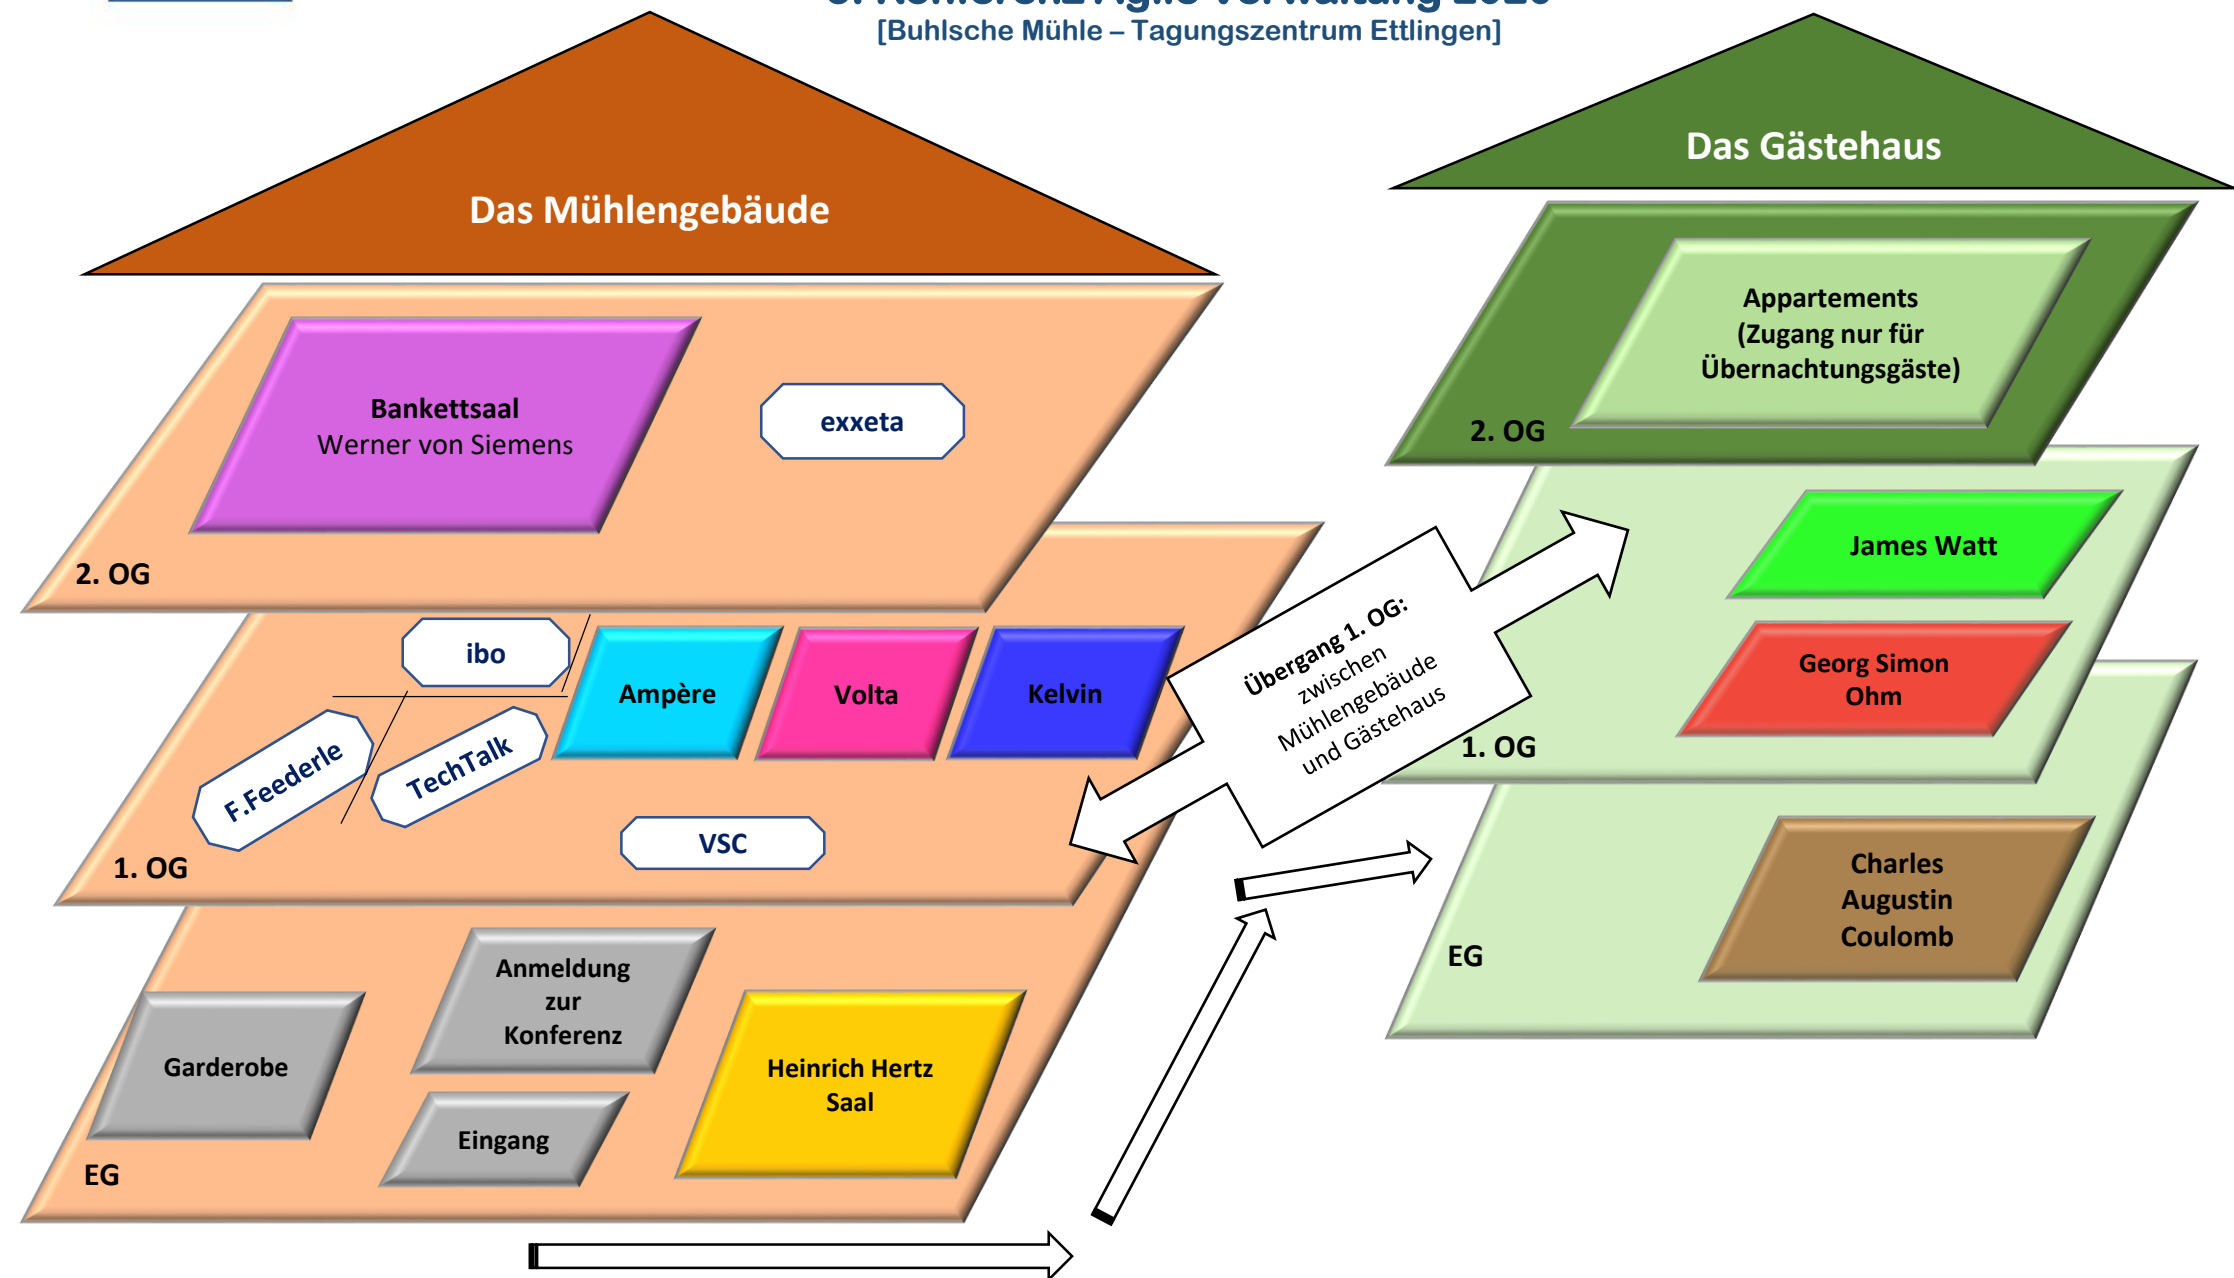 [Buhlsche Mühle – Tagungszentrum Ettlingen]
Das Mühlengebäude
Bankettsaal
Werner von Siemens
exxeta
2. OG
ibo
F.Feederle
TechTalk
Ampère
Volta
Kelvin
VSC
1. OG
Anmeldung
zur
Konferenz
Garderobe
Eingang
Heinrich Hertz
Saal
EG
Übergang 1. OG:
zwischen
Mühlengebäude
und Gästehaus
Das Gästehaus
Appartements
(Zugang nur für
Übernachtungsgäste)
2. OG
James Watt
Georg Simon
Ohm
1. OG
Charles
Augustin
Coulomb
EG